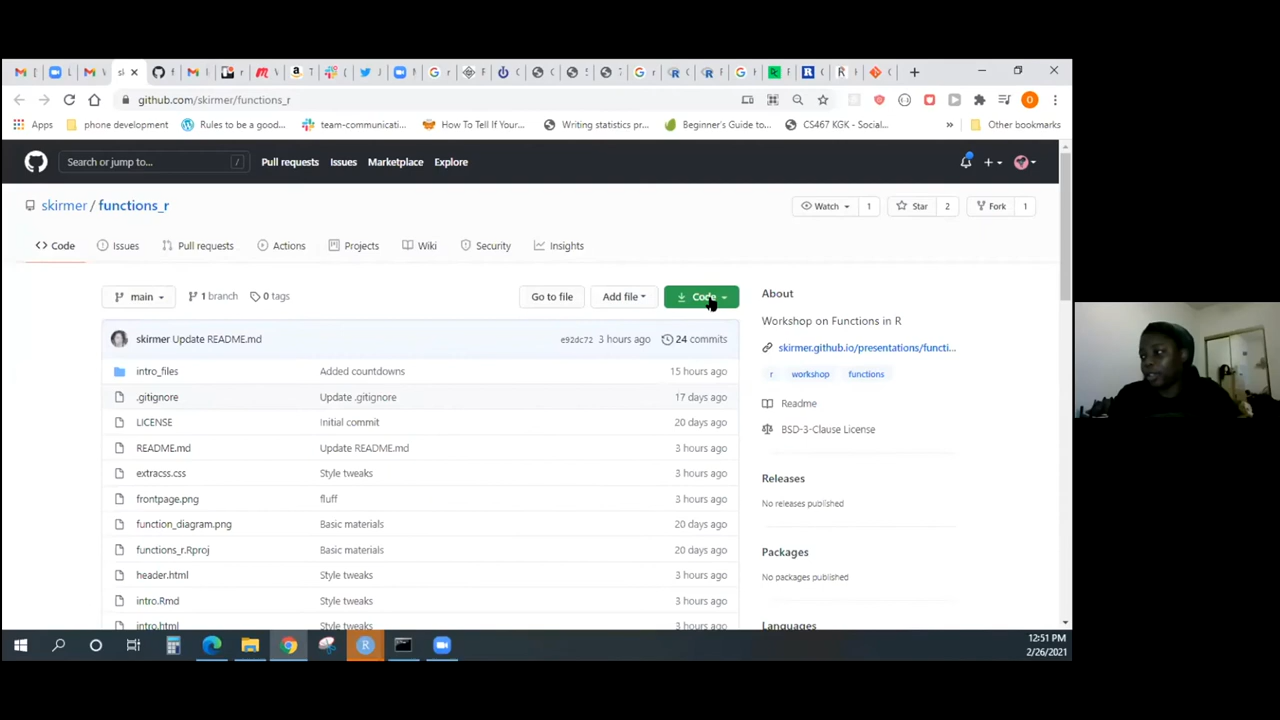 github.com/skirmer/functions_r
Apps phone development Rules to be a good... team-communicati... How To Tell If Your... Writing statistics pr... Beginner's Guide to... CS467 KGK - Social... » Other bookmarks
Search or jump to... / Pull requests Issues Marketplace Explore
skirmer / functions_r
Watch 1 Star 2 Fork 1
Code Issues Pull requests Actions Projects Wiki Security Insights
main 1 branch 0 tags Go to file Add file Code
skirmer Update README.md e92dc72 3 hours ago 24 commits
intro_files Added countdowns 15 hours ago
.gitignore Update .gitignore 17 days ago
LICENSE Initial commit 20 days ago
README.md Update README.md 3 hours ago
extracss.css Style tweaks 3 hours ago
frontpage.png fluff 3 hours ago
function_diagram.png Basic materials 20 days ago
functions_r.Rproj Basic materials 20 days ago
header.html Style tweaks 3 hours ago
intro.Rmd Style tweaks 3 hours ago
intro.html Style tweaks 3 hours ago
About
Workshop on Functions in R
skirmer.github.io/presentations/functi...
r workshop functions
Readme
BSD-3-Clause License
Releases
No releases published
Packages
No packages published
Languages
12:51 PM
2/26/2021